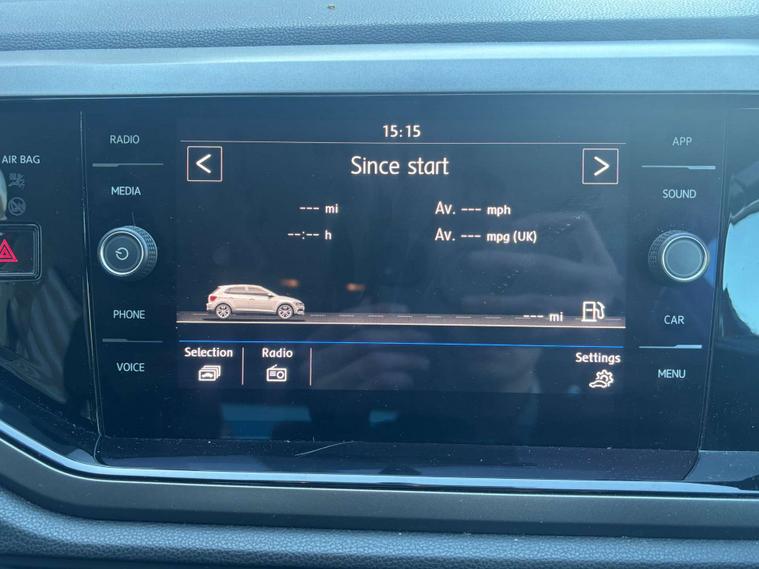 15:15
RADIO
APP
AIR BAG
< Since start >
MEDIA
SOUND
--- mi Av. --- mph
--:-- h Av. --- mpg (UK)
PHONE
--- mi
CAR
Selection Radio Settings
VOICE
MENU